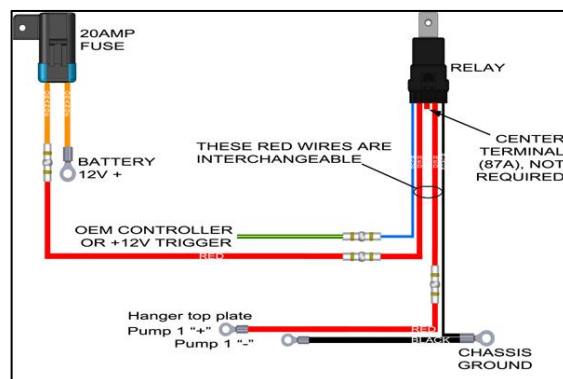 20AMP
FUSE
RELAY
THESE RED WIRES ARE
INTERCHANGEABLE
CENTER
TERMINAL
(87A), NOT
REQUIRED
BATTERY
12V +
OEM CONTROLLER
OR +12V TRIGGER
RED
Hanger top plate
Pump 1 "+"
RED
Pump 1 "-"
BLACK
CHASSIS
GROUND